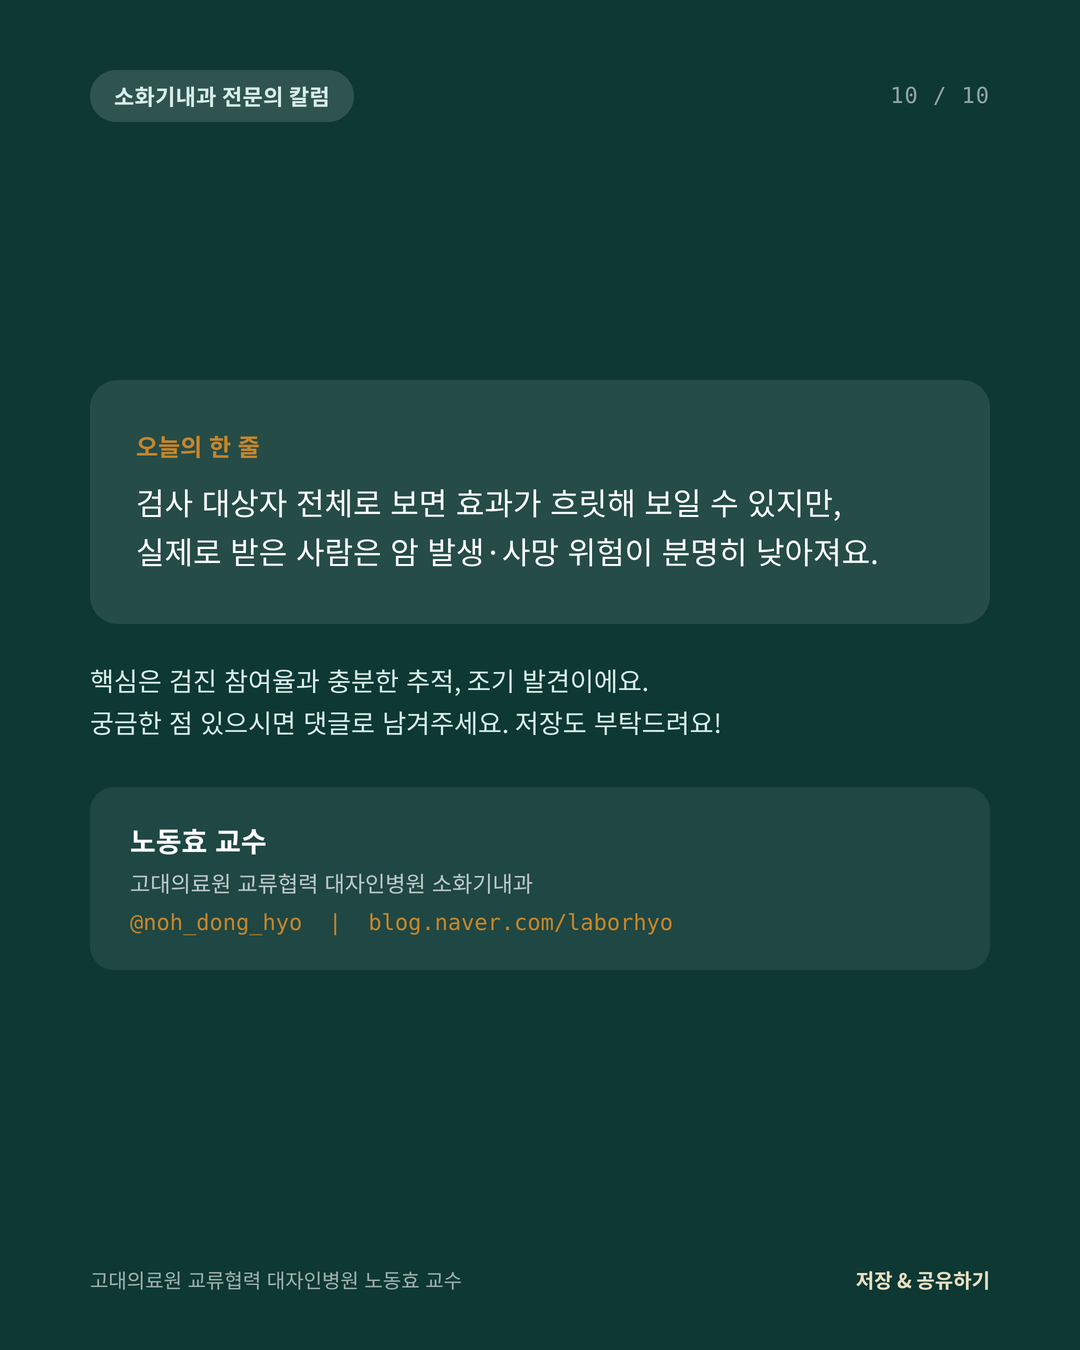 소화기내과 전문의 칼럼
10 / 10
오늘의 한 줄
검사 대상자 전체로 보면 효과가 흐릿해 보일 수 있지만,
실제로 받은 사람은 암 발생·사망 위험이 분명히 낮아져요.
핵심은 검진 참여율과 충분한 추적, 조기 발견이에요.
궁금한 점 있으시면 댓글로 남겨주세요. 저장도 부탁드려요!
노동효 교수
고대의료원 교류협력 대자인병원 소화기내과
@noh_dong_hyo | blog.naver.com/laborhyo
고대의료원 교류협력 대자인병원 노동효 교수
저장 & 공유하기